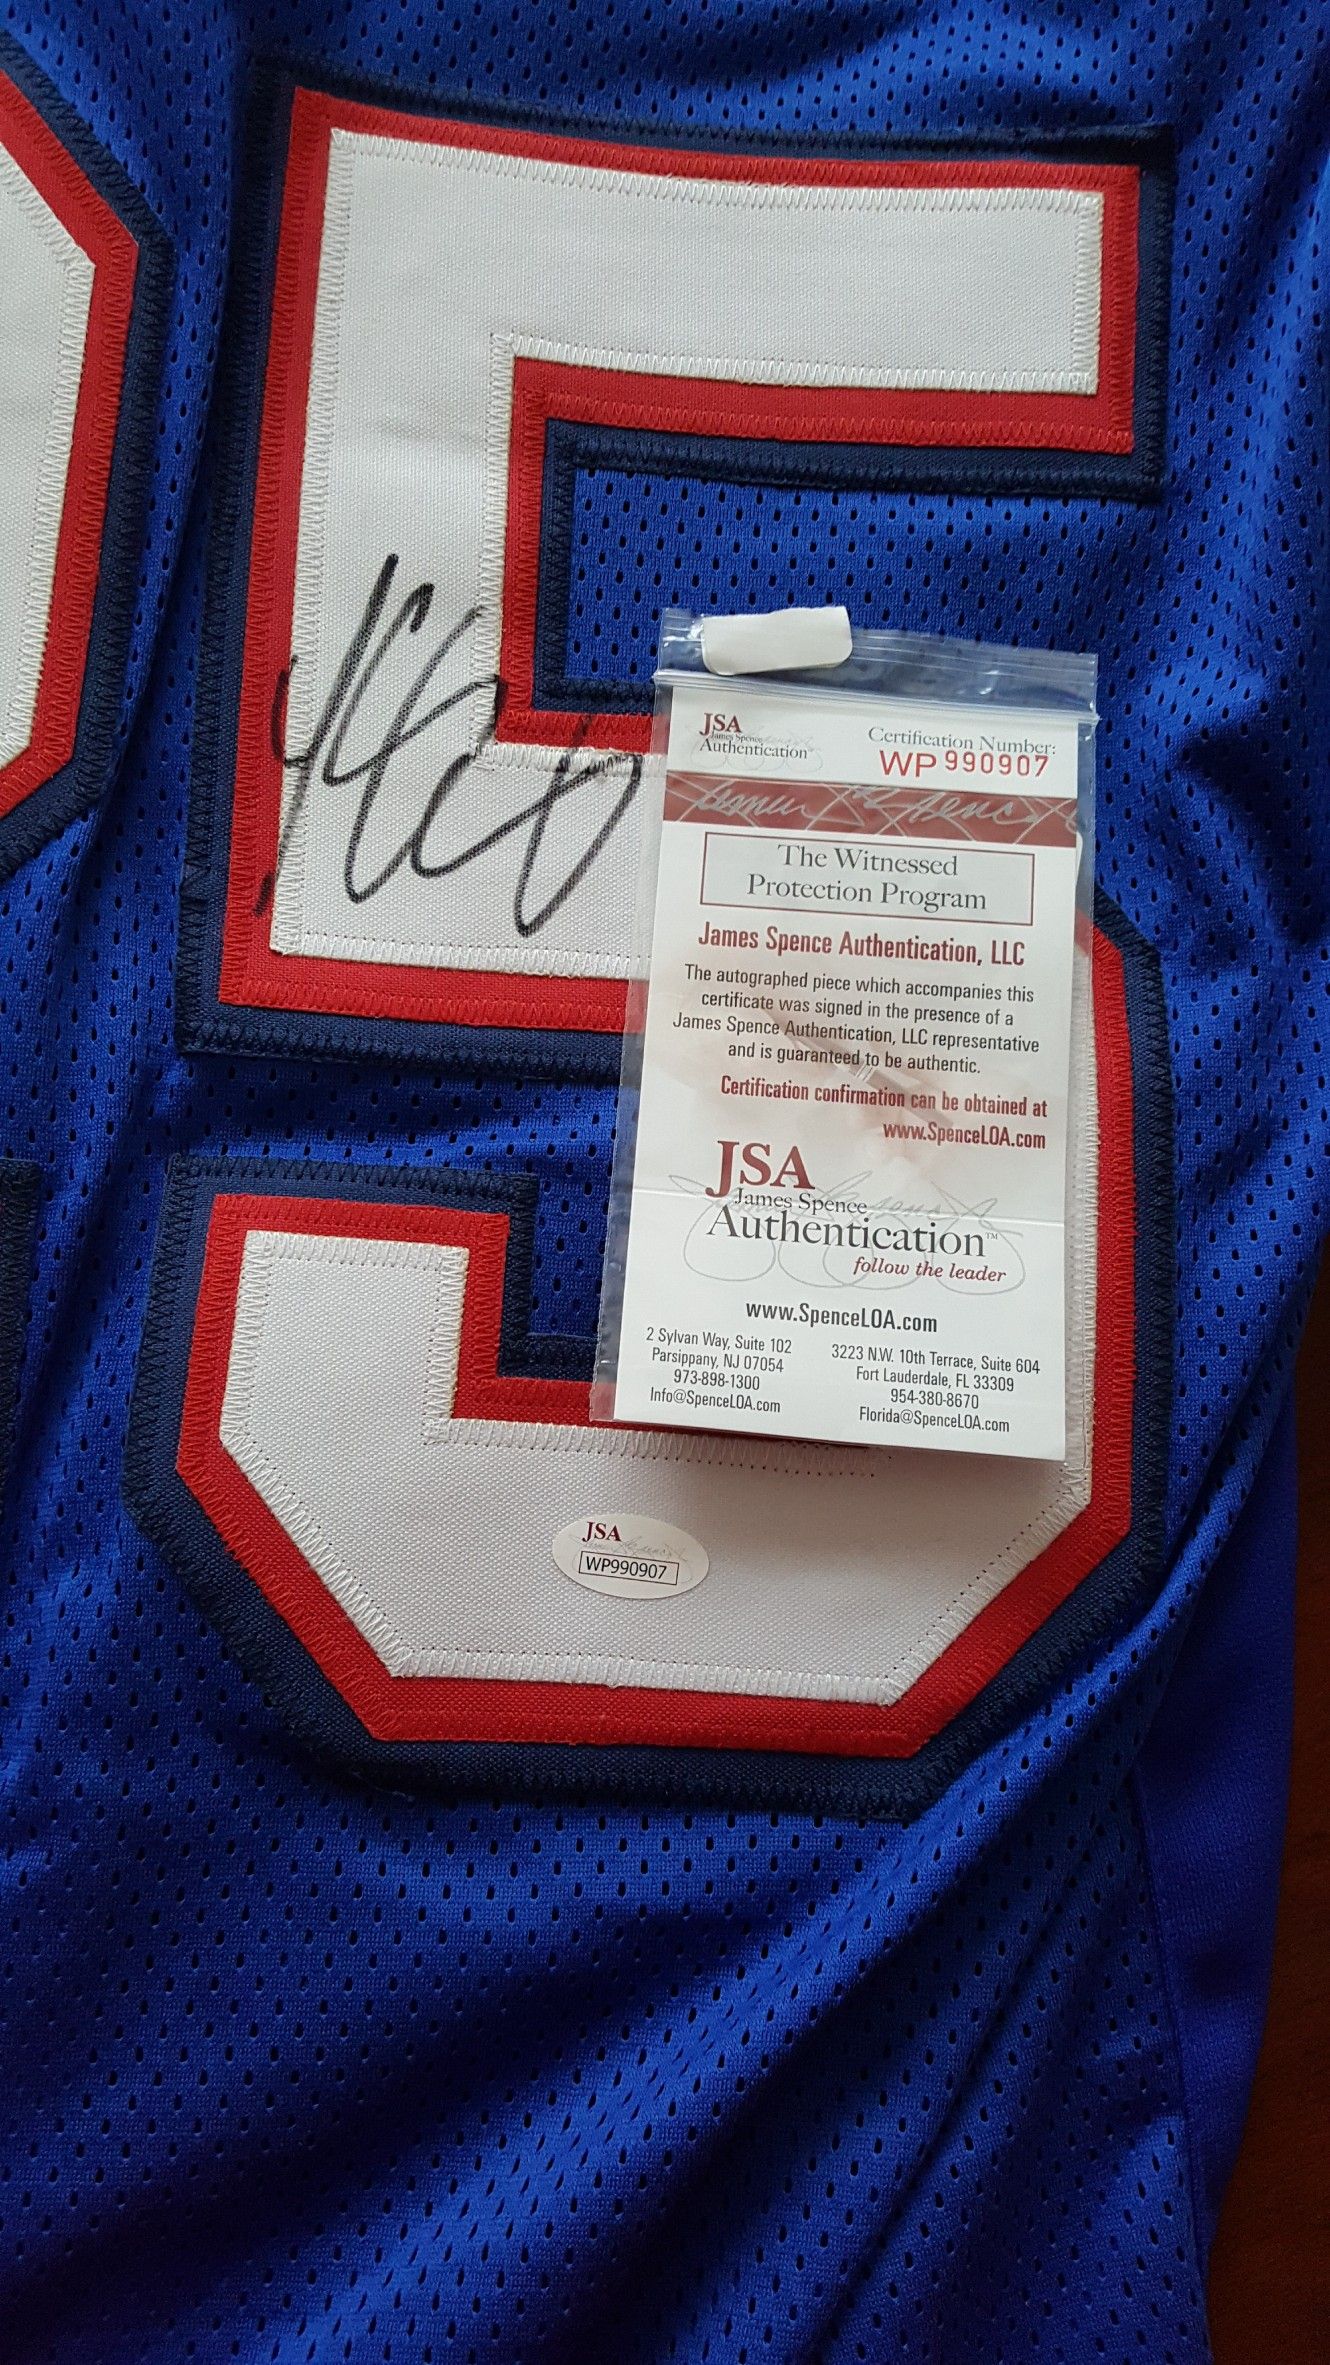 5
JSA
James Spence
Authentication™
Certification Number:
WP 990907
The Witnessed
Protection Program
James Spence Authentication, LLC
The autographed piece which accompanies this
certificate was signed in the presence of a
James Spence Authentication, LLC representative
and is guaranteed to be authentic.
Certification confirmation can be obtained at
www.SpenceLOA.com
JSA
James Spence
Authentication™
follow the leader
www.SpenceLOA.com
2 Sylvan Way, Suite 102
Parsippany, NJ 07054
973-898-1300
Info@SpenceLOA.com
3223 N.W. 10th Terrace, Suite 604
Fort Lauderdale, FL 33309
954-380-8670
Florida@SpenceLOA.com
JSA
WP990907